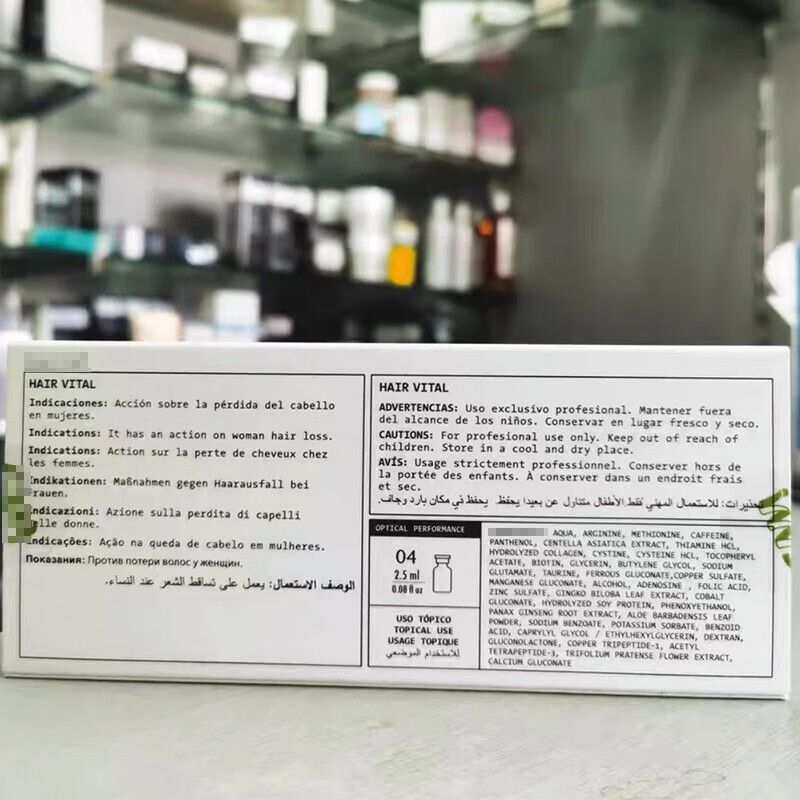 HAIR VITAL
Indicaciones: Acción sobre la pérdida del cabello
en mujeres.
Indications: It has an action on woman hair loss.
Indications: Action sur la perte de cheveux chez
les femmes.
Indikationen: Maßnahmen gegen Haarausfall bei
rauen.
Indicazioni: Azione sulla perdita di capelli
elle donne.
Indicações: Ação na queda de cabelo em mulheres.
Показания: Против потери волос у женщин.
الوصف الاستعمال: يعمل على تساقط الشعر عند النساء.
HAIR VITAL
ADVERTENCIAS: Uso exclusivo profesional. Mantener fuera
del alcance de los niños. Conservar en lugar fresco y seco.
CAUTIONS: For profesional use only. Keep out of reach of
children. Store in a cool and dry place.
AVÍS: Usage strictement professionnel. Conserver hors de
la portée des enfants. À conserver dans un endroit frais
et sec.
تحذيرات: للاستعمال المهني فقط.الأطفال متناول عن بعيدا يحفظ. يحفظ في مكان بارد وجاف.
OPTICAL PERFORMANCE
04
2.5 ml
0.08 fl oz
USO TÓPICO
TOPICAL USE
USAGE TOPIQUE
للاستخدام الموضعي
AQUA, ARGININE, METHIONINE, CAFFEINE,
PANTHENOL, CENTELLA ASIATICA EXTRACT, THIAMINE HCL,
HYDROLYZED COLLAGEN, CYSTINE, CYSTEINE HCL, TOCOPHERYL
ACETATE, BIOTIN, GLYCERIN, BUTYLENE GLYCOL, SODIUM
GLUTAMATE, TAURINE, FERROUS GLUCONATE,COPPER SULFATE,
MANGANESE GLUCONATE, ALCOHOL, ADENOSINE , FOLIC ACID,
ZINC SULFATE, GINGKO BILOBA LEAF EXTRACT, COBALT
GLUCONATE, HYDROLYZED SOY PROTEIN, PHENOXYETHANOL,
PANAX GINSENG ROOT EXTRACT, ALOE BARBADENSIS LEAF
POWDER, SODIUM BENZOATE, POTASSIUM SORBATE, BENZOID
ACID, CAPRYLYL GLYCOL / ETHYLHEXYLGLYCERIN, DEXTRAN,
GLUCONOLACTONE, COPPER TRIPEPTIDE-1, ACETYL
TETRAPEPTIDE-3, TRIFOLIUM PRATENSE FLOWER EXTRACT,
CALCIUM GLUCONATE